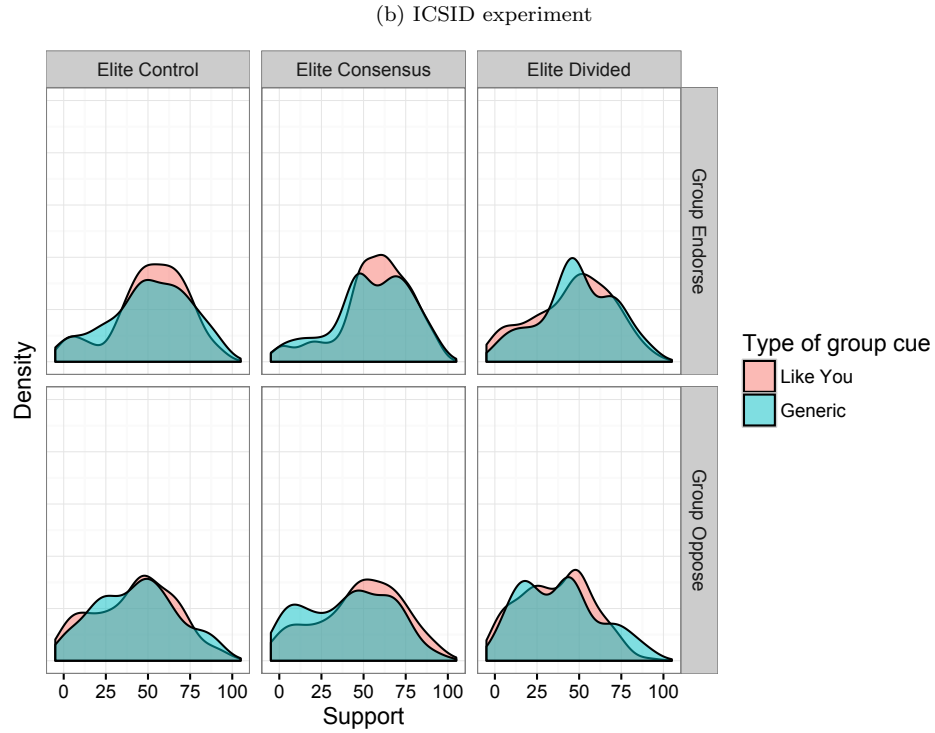 (b) ICSID experiment
Elite Control
Elite Consensus
Elite Divided
Group Endorse
Group Oppose
Density
Type of group cue
Like You
Generic
0 25 50 75 100
0 25 50 75 100
0 25 50 75 100
Support